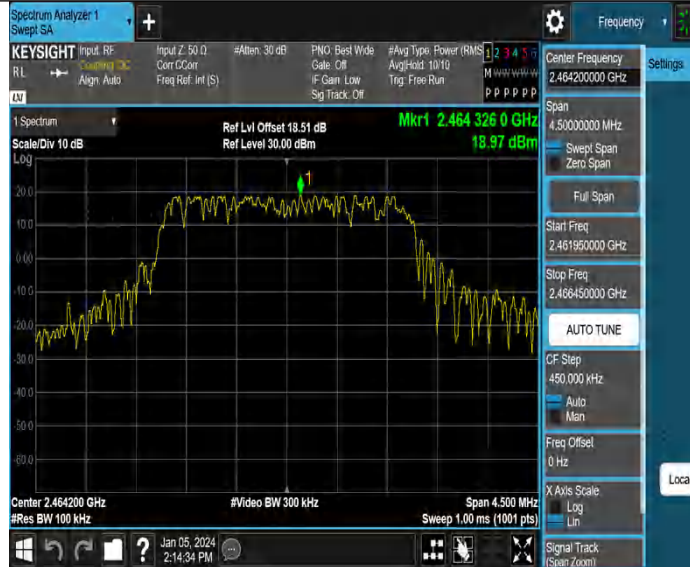 Spectrum Analyzer 1
Swept SA
+
Frequency
KEYSIGHT
RL
Input: RF
Coupling: DC
Align: Auto
Input Z: 50 Ω
Corr CCorr
Freq Ref: Int (S)
#Atten: 30 dB
PNO: Best Wide
Gate: Off
IF Gain: Low
Sig Track: Off
#Avg Type: Power (RMS
Avg|Hold: 10/10
Trig: Free Run
1 2 3 4 5 6
M W W W W W
P P P P P P
LXI
1 Spectrum
Scale/Div 10 dB
Log
Ref Lvl Offset 18.51 dB
Ref Level 30.00 dBm
Mkr1 2.464 326 0 GHz
18.97 dBm
1
20.0
10.0
0.00
-10.0
-20.0
-30.0
-40.0
-50.0
-60.0
Center 2.464200 GHz
#Res BW 100 kHz
#Video BW 300 kHz
Span 4.500 MHz
Sweep 1.00 ms (1001 pts)
?
Jan 05, 2024
2:14:34 PM
Center Frequency
2.464200000 GHz
Span
4.50000000 MHz
Swept Span
Zero Span
Full Span
Start Freq
2.461950000 GHz
Stop Freq
2.466450000 GHz
AUTO TUNE
CF Step
450.000 kHz
Auto
Man
Freq Offset
0 Hz
X Axis Scale
Log
Lin
Signal Track
(Span Zoom)
Settings
Loca